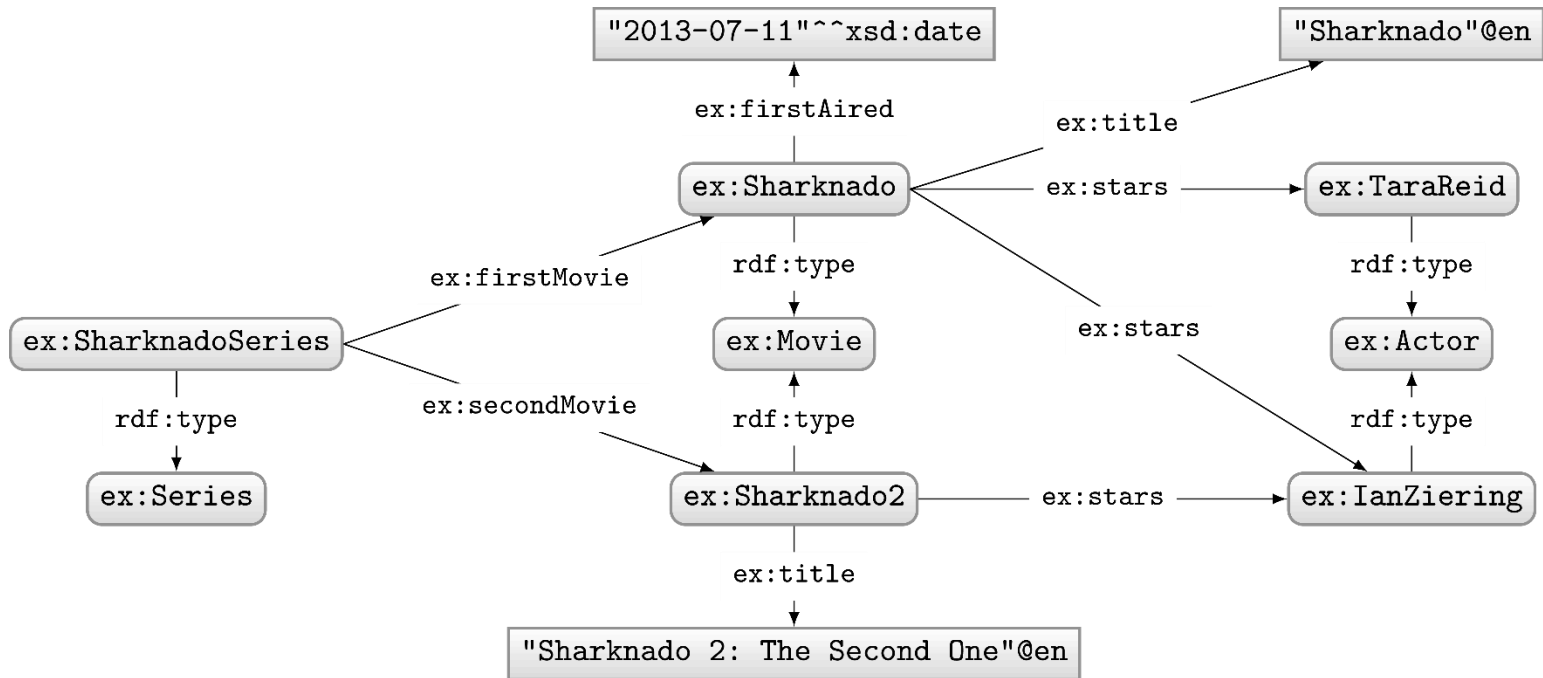 "2013-07-11"^^xsd:date
"Sharknado"@en
ex:firstAired
ex:title
ex:Sharknado
ex:stars
ex:TaraReid
rdf:type
rdf:type
ex:firstMovie
ex:stars
ex:SharknadoSeries
ex:Movie
ex:Actor
ex:secondMovie
rdf:type
rdf:type
rdf:type
ex:Series
ex:Sharknado2
ex:stars
ex:IanZiering
ex:title
"Sharknado 2: The Second One"@en